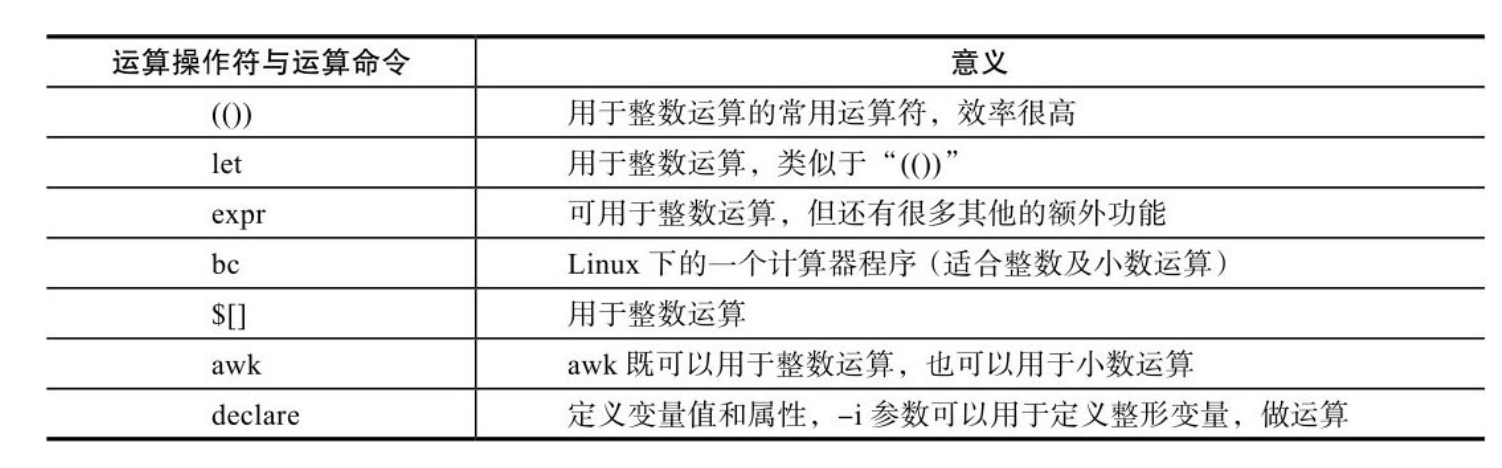 运算操作符与运算命令 意义
(()) 用于整数运算的常用运算符，效率很高
let 用于整数运算，类似于“(())”
expr 可用于整数运算，但还有很多其他的额外功能
bc Linux 下的一个计算器程序（适合整数及小数运算）
$[] 用于整数运算
awk awk 既可以用于整数运算，也可以用于小数运算
declare 定义变量值和属性，–i 参数可以用于定义整形变量，做运算